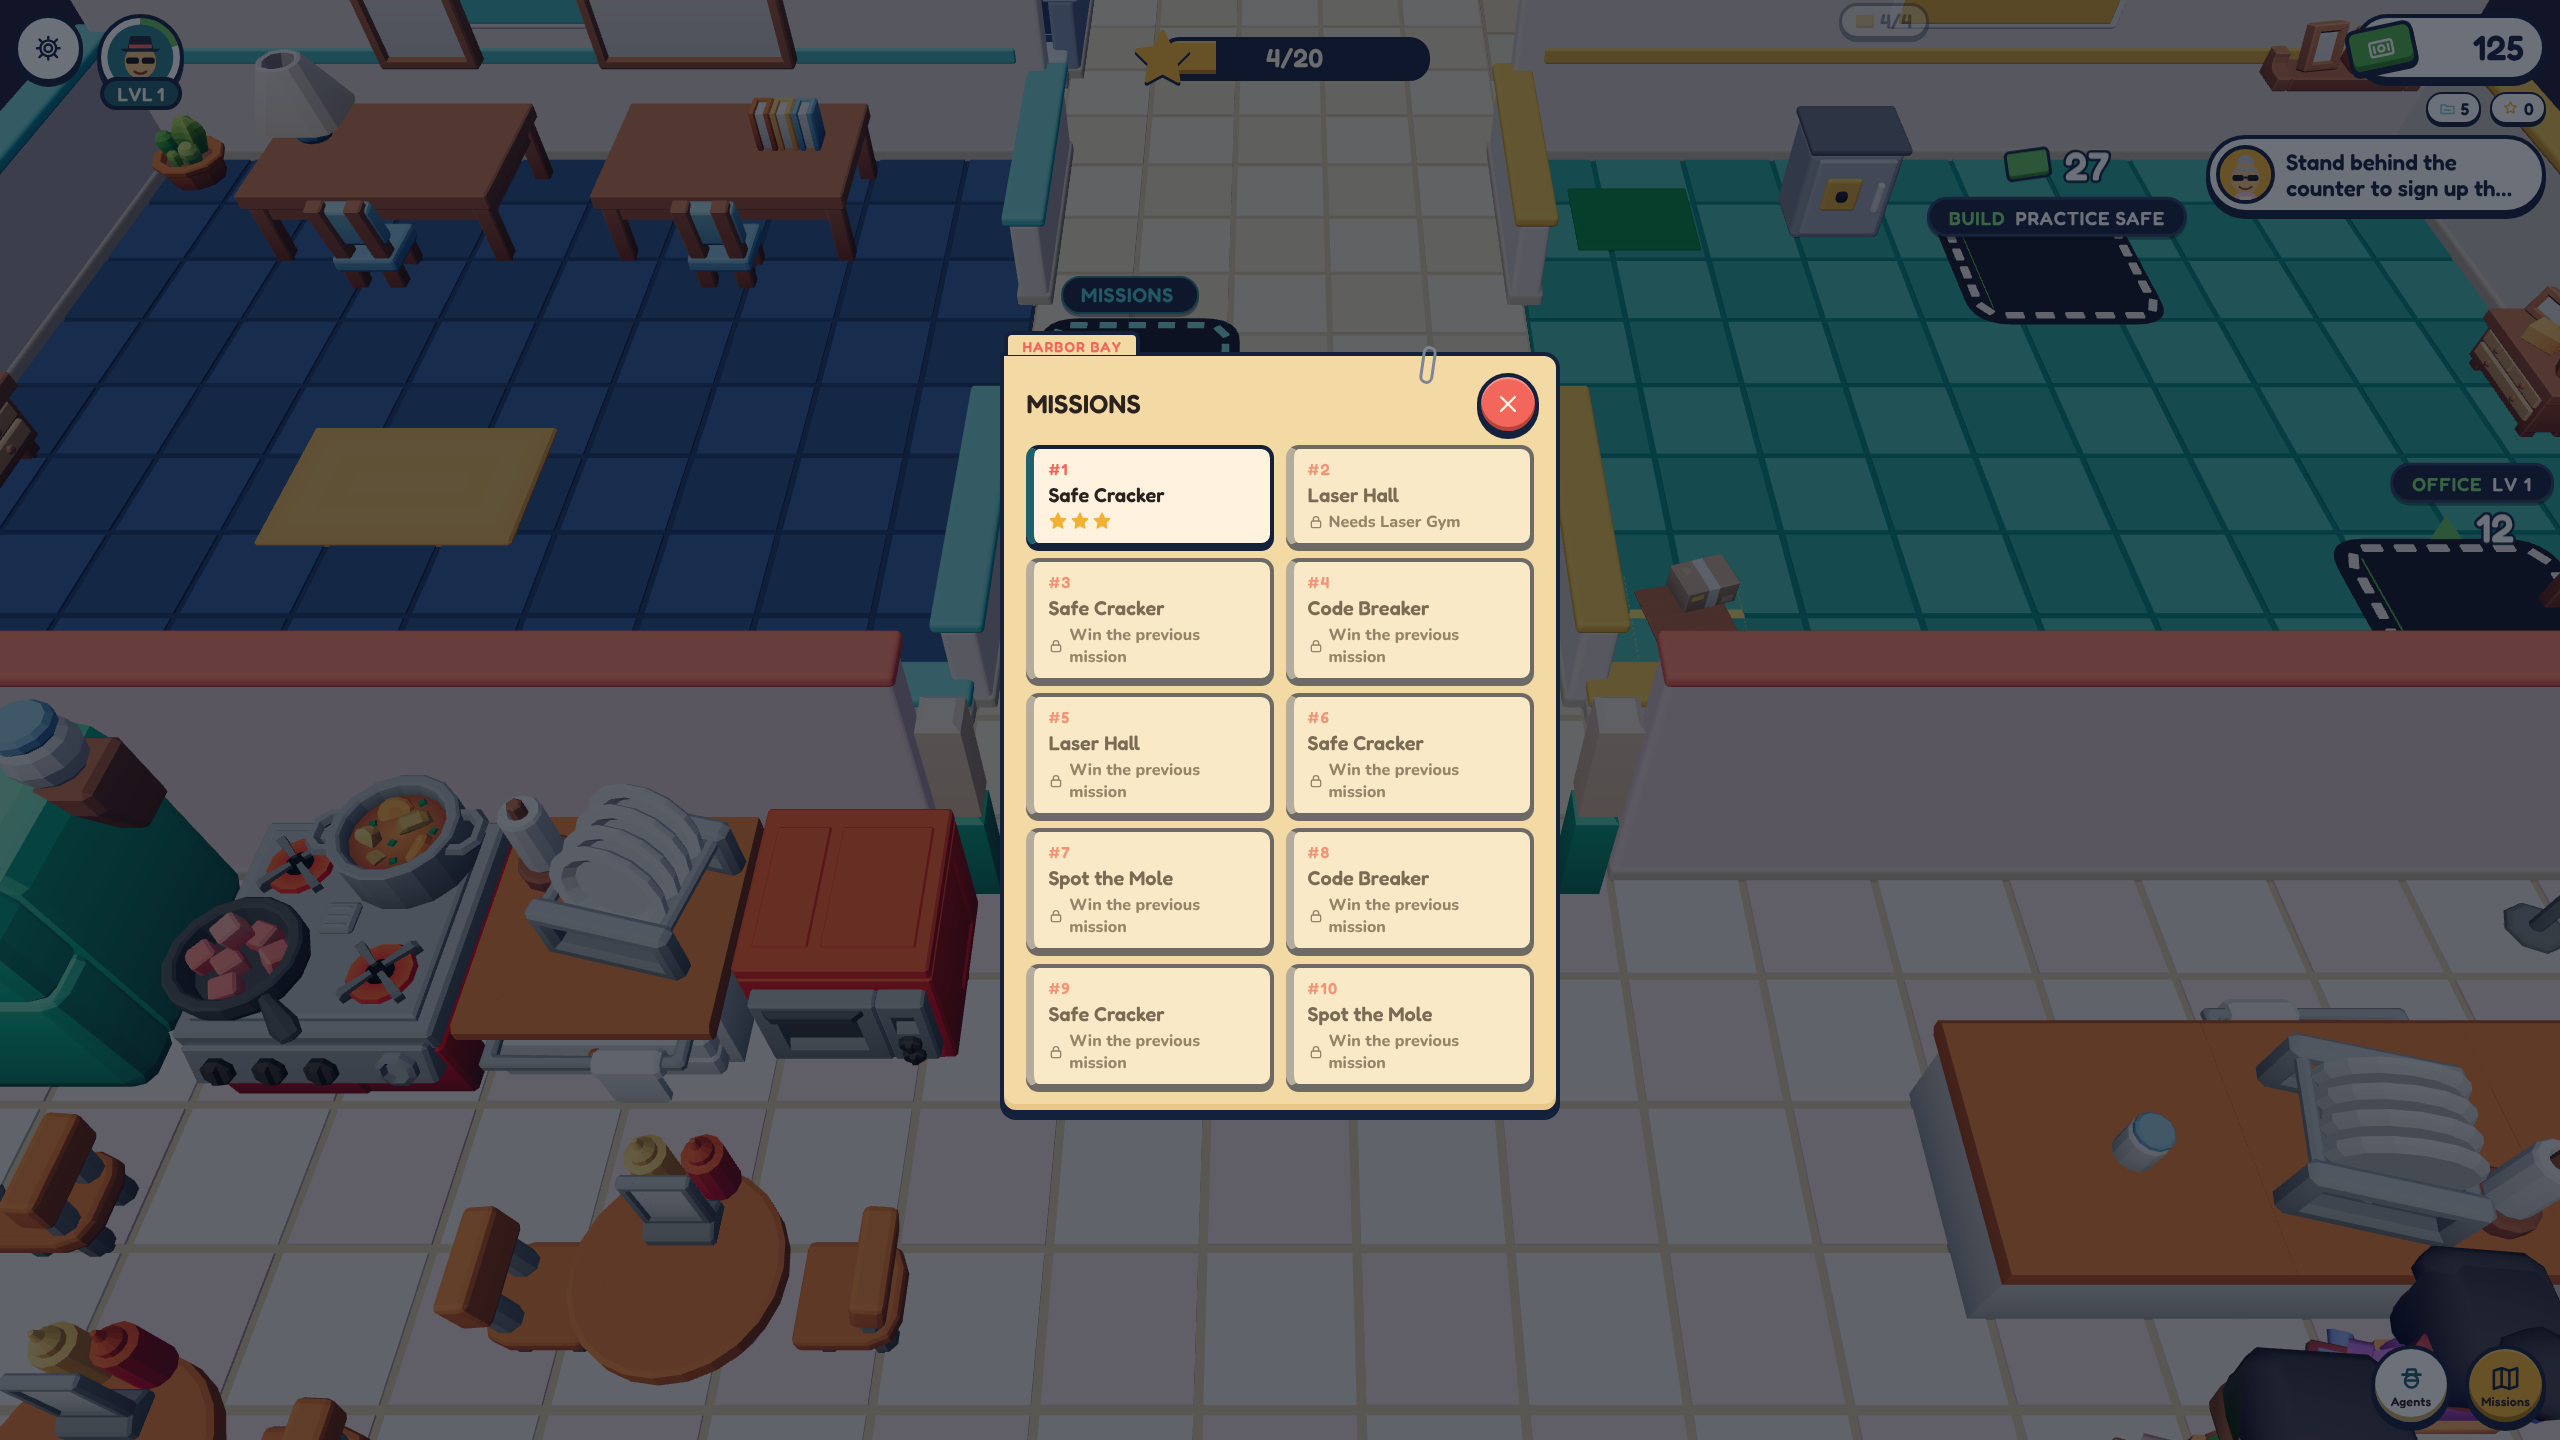 LVL 1
4/20
4/4
125
5
0
Stand behind the
counter to sign up th...
27
BUILD PRACTICE SAFE
MISSIONS
OFFICE LV 1
12
HARBOR BAY
MISSIONS
#1
Safe Cracker
#2
Laser Hall
Needs Laser Gym
#3
Safe Cracker
Win the previous
mission
#4
Code Breaker
Win the previous
mission
#5
Laser Hall
Win the previous
mission
#6
Safe Cracker
Win the previous
mission
#7
Spot the Mole
Win the previous
mission
#8
Code Breaker
Win the previous
mission
#9
Safe Cracker
Win the previous
mission
#10
Spot the Mole
Win the previous
mission
Agents
Missions